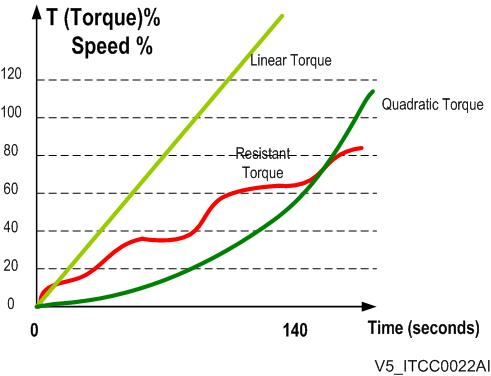 T (Torque)%
Speed %
120
100
80
60
40
20
0
Linear Torque
Quadratic Torque
Resistant
Torque
0
140
Time (seconds)
V5_ITCC0022AI